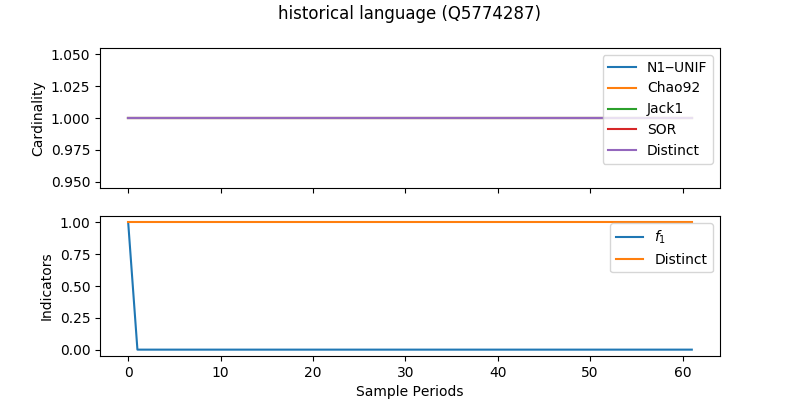 historical language (Q5774287)
1.050
1.025
1.000
0.975
0.950
Cardinality
N1‒UNIF
Chao92
Jack1
SOR
Distinct
1.00
0.75
0.50
0.25
0.00
Indicators
f₁
Distinct
0 10 20 30 40 50 60
Sample Periods